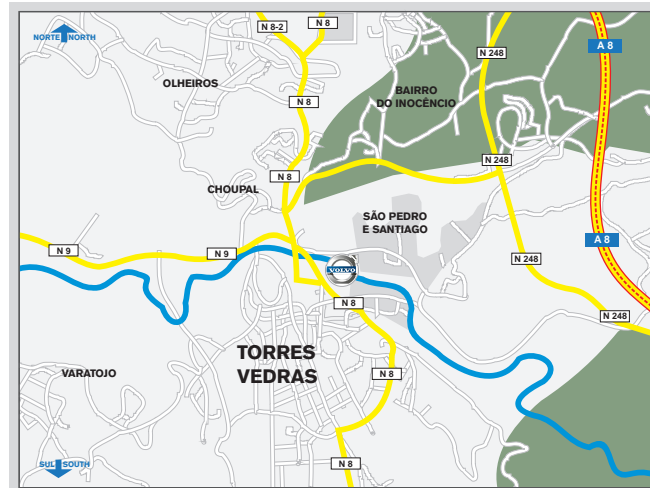 N 8-2
N 8
NORTE NORTH
A 8
N 248
OLHEIROS
BAIRRO
DO INOCÊNCIO
N 8
N 248
N 8
CHOUPAL
SÃO PEDRO
E SANTIAGO
A 8
N 9
N 9
N 248
VOLVO
N 8
N 248
TORRES
VEDRAS
VARATOJO
N 8
SUL SOUTH
N 8